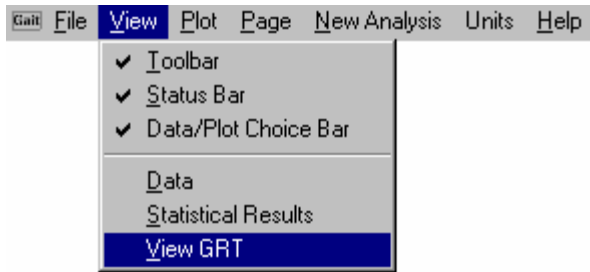 Gait File View Plot Page New Analysis Units Help
✔ Toolbar
✔ Status Bar
✔ Data/Plot Choice Bar
Data
Statistical Results
View GRT